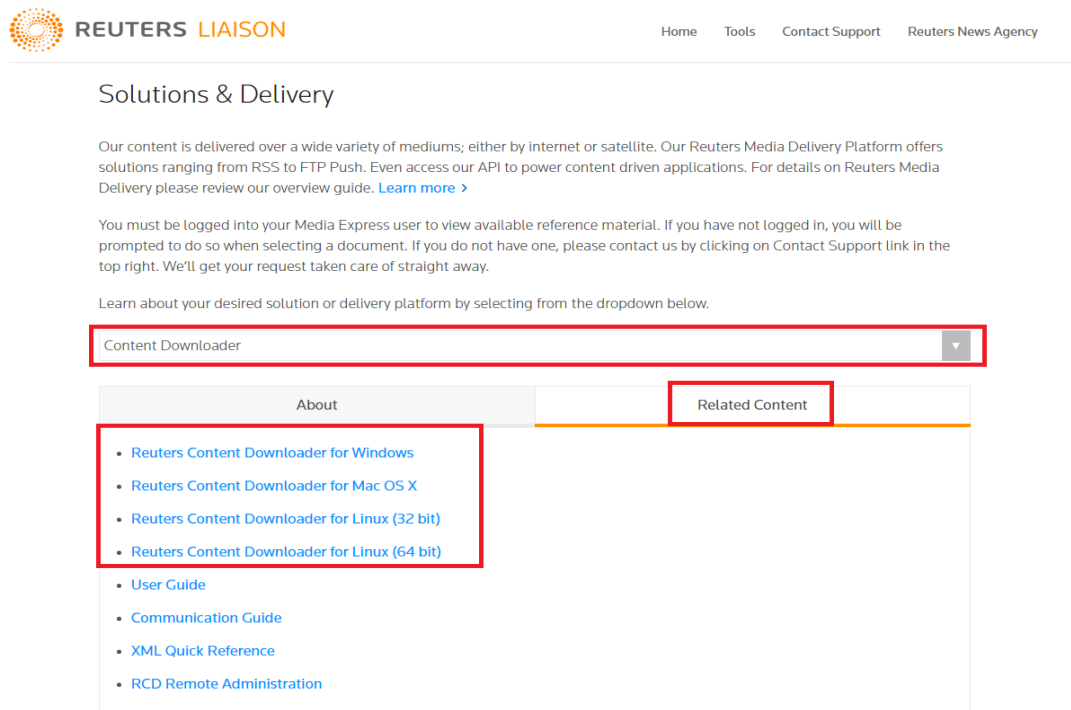 REUTERS LIAISON
Home Tools Contact Support Reuters News Agency
Solutions & Delivery
Our content is delivered over a wide variety of mediums; either by internet or satellite. Our Reuters Media Delivery Platform offers
solutions ranging from RSS to FTP Push. Even access our API to power content driven applications. For details on Reuters Media
Delivery please review our overview guide. Learn more >
You must be logged into your Media Express user to view available reference material. If you have not logged in, you will be
prompted to do so when selecting a document. If you do not have one, please contact us by clicking on Contact Support link in the
top right. We'll get your request taken care of straight away.
Learn about your desired solution or delivery platform by selecting from the dropdown below.
Content Downloader
About Related Content
• Reuters Content Downloader for Windows
• Reuters Content Downloader for Mac OS X
• Reuters Content Downloader for Linux (32 bit)
• Reuters Content Downloader for Linux (64 bit)
• User Guide
• Communication Guide
• XML Quick Reference
• RCD Remote Administration